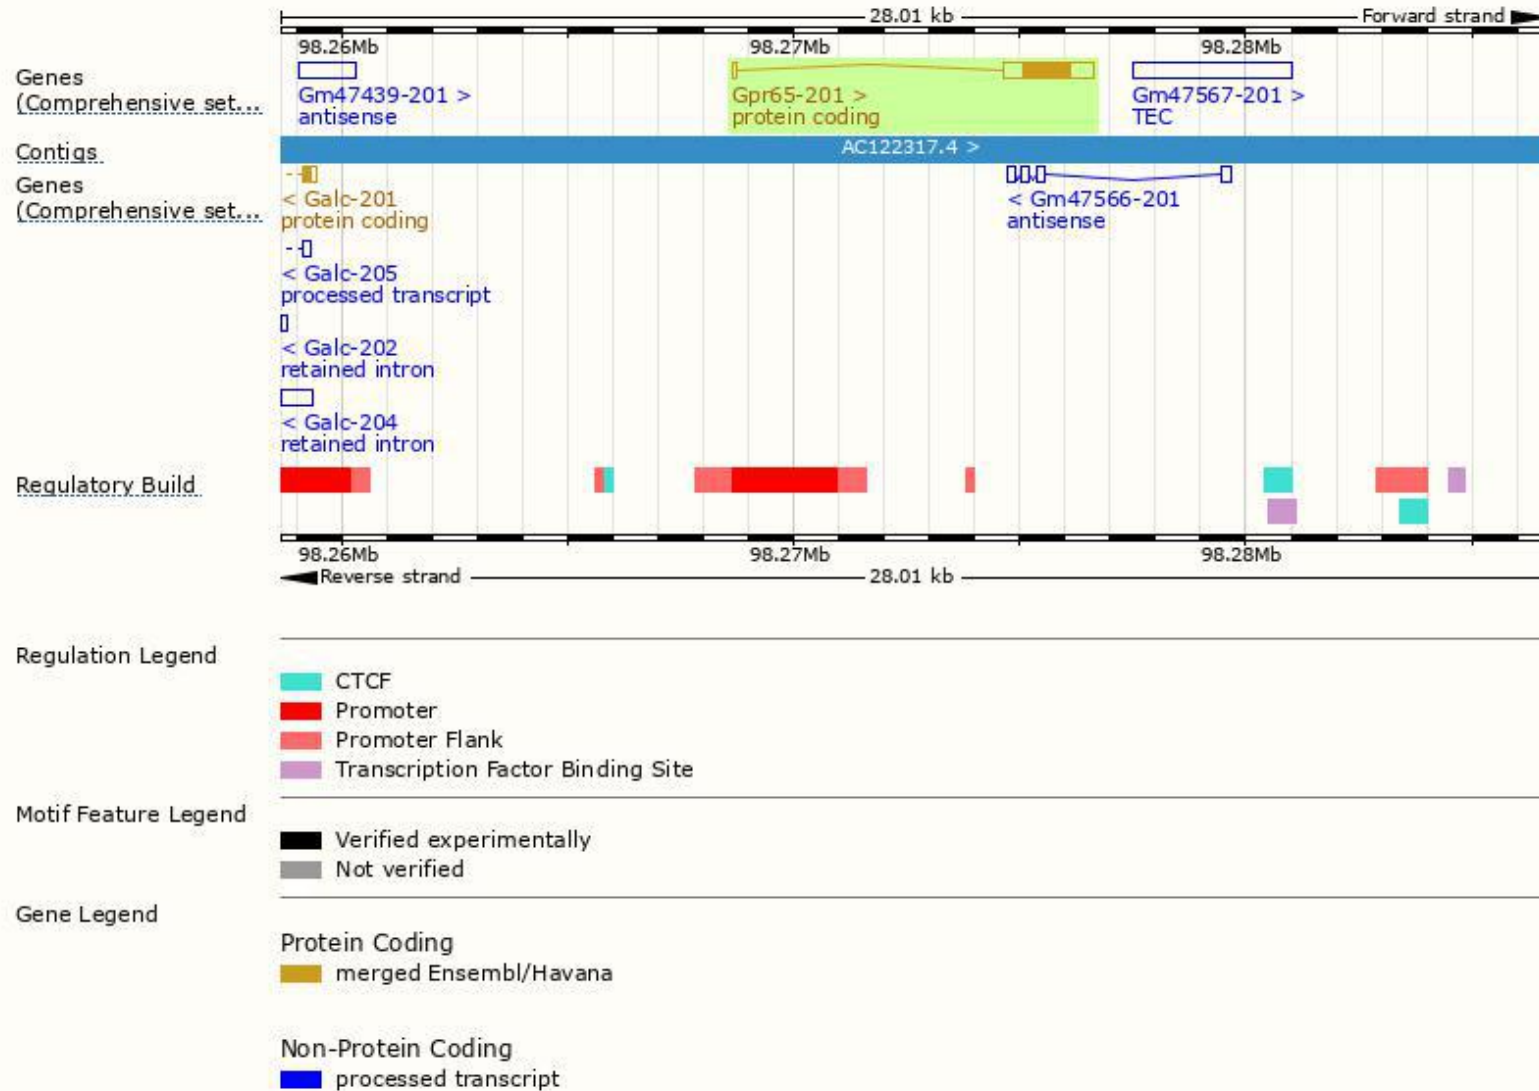 28.01 kb Forward strand
98.26Mb 98.27Mb 98.28Mb
Genes
(Comprehensive set...
Gm47439-201 > Gpr65-201 > Gm47567-201 >
antisense protein coding TEC
Contigs AC122317.4 >
Genes
(Comprehensive set...
< Galc-201 < Gm47566-201
protein coding antisense
< Galc-205
processed transcript
< Galc-202
retained intron
< Galc-204
retained intron
Regulatory Build
98.26Mb 98.27Mb 98.28Mb
Reverse strand 28.01 kb
Regulation Legend
CTCF
Promoter
Promoter Flank
Transcription Factor Binding Site
Motif Feature Legend
Verified experimentally
Not verified
Gene Legend
Protein Coding
merged Ensembl/Havana
Non-Protein Coding
processed transcript